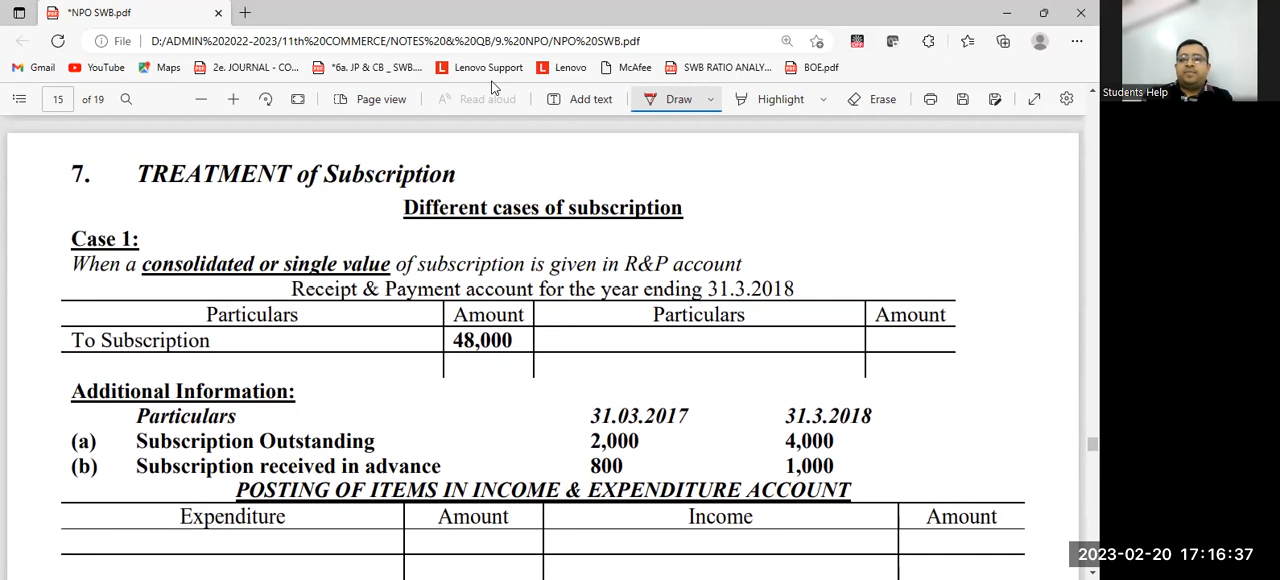 *NPO SWB.pdf
File D:/ADMIN%202022-2023/11th%20COMMERCE/NOTES%20&%20QB/9.%20NPO/NPO%20SWB.pdf
Gmail YouTube Maps 2e. JOURNAL - CO... *6a. JP & CB _ SWB.... Lenovo Support Lenovo McAfee SWB RATIO ANALY... BOE.pdf
15 of 19 Page view Read aloud Add text Draw Highlight Erase
Students Help
7. TREATMENT of Subscription
Different cases of subscription
Case 1:
When a consolidated or single value of subscription is given in R&P account
Receipt & Payment account for the year ending 31.3.2018
Particulars Amount Particulars Amount
To Subscription 48,000
Additional Information:
Particulars 31.03.2017 31.3.2018
(a) Subscription Outstanding 2,000 4,000
(b) Subscription received in advance 800 1,000
POSTING OF ITEMS IN INCOME & EXPENDITURE ACCOUNT
Expenditure Amount Income Amount
2023-02-20 17:16:37